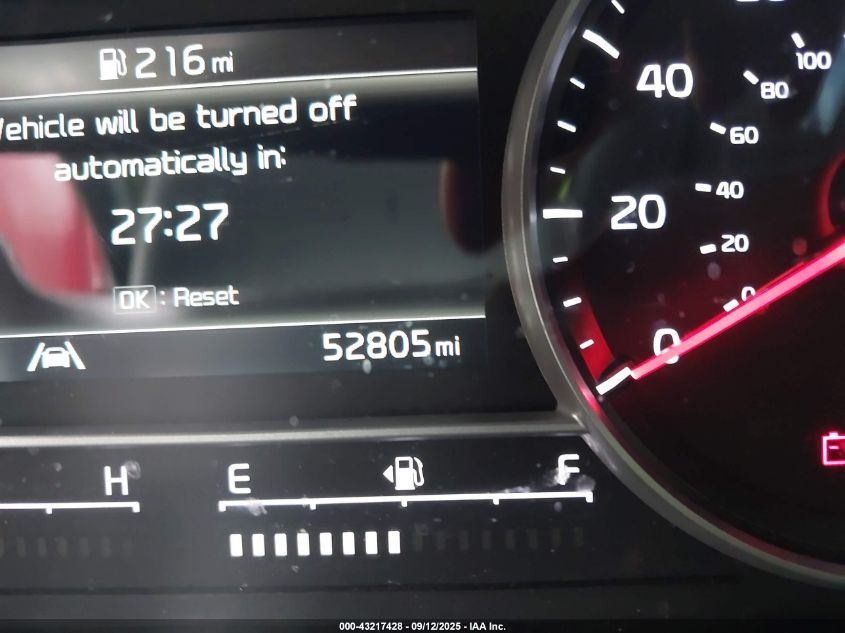 216 mi
Vehicle will be turned off
automatically in:
27:27
OK : Reset
52805 mi
H
E
F
40
20
0
100
80
60
40
20
0
000-43217428 - 09/12/2025 - IAA Inc.